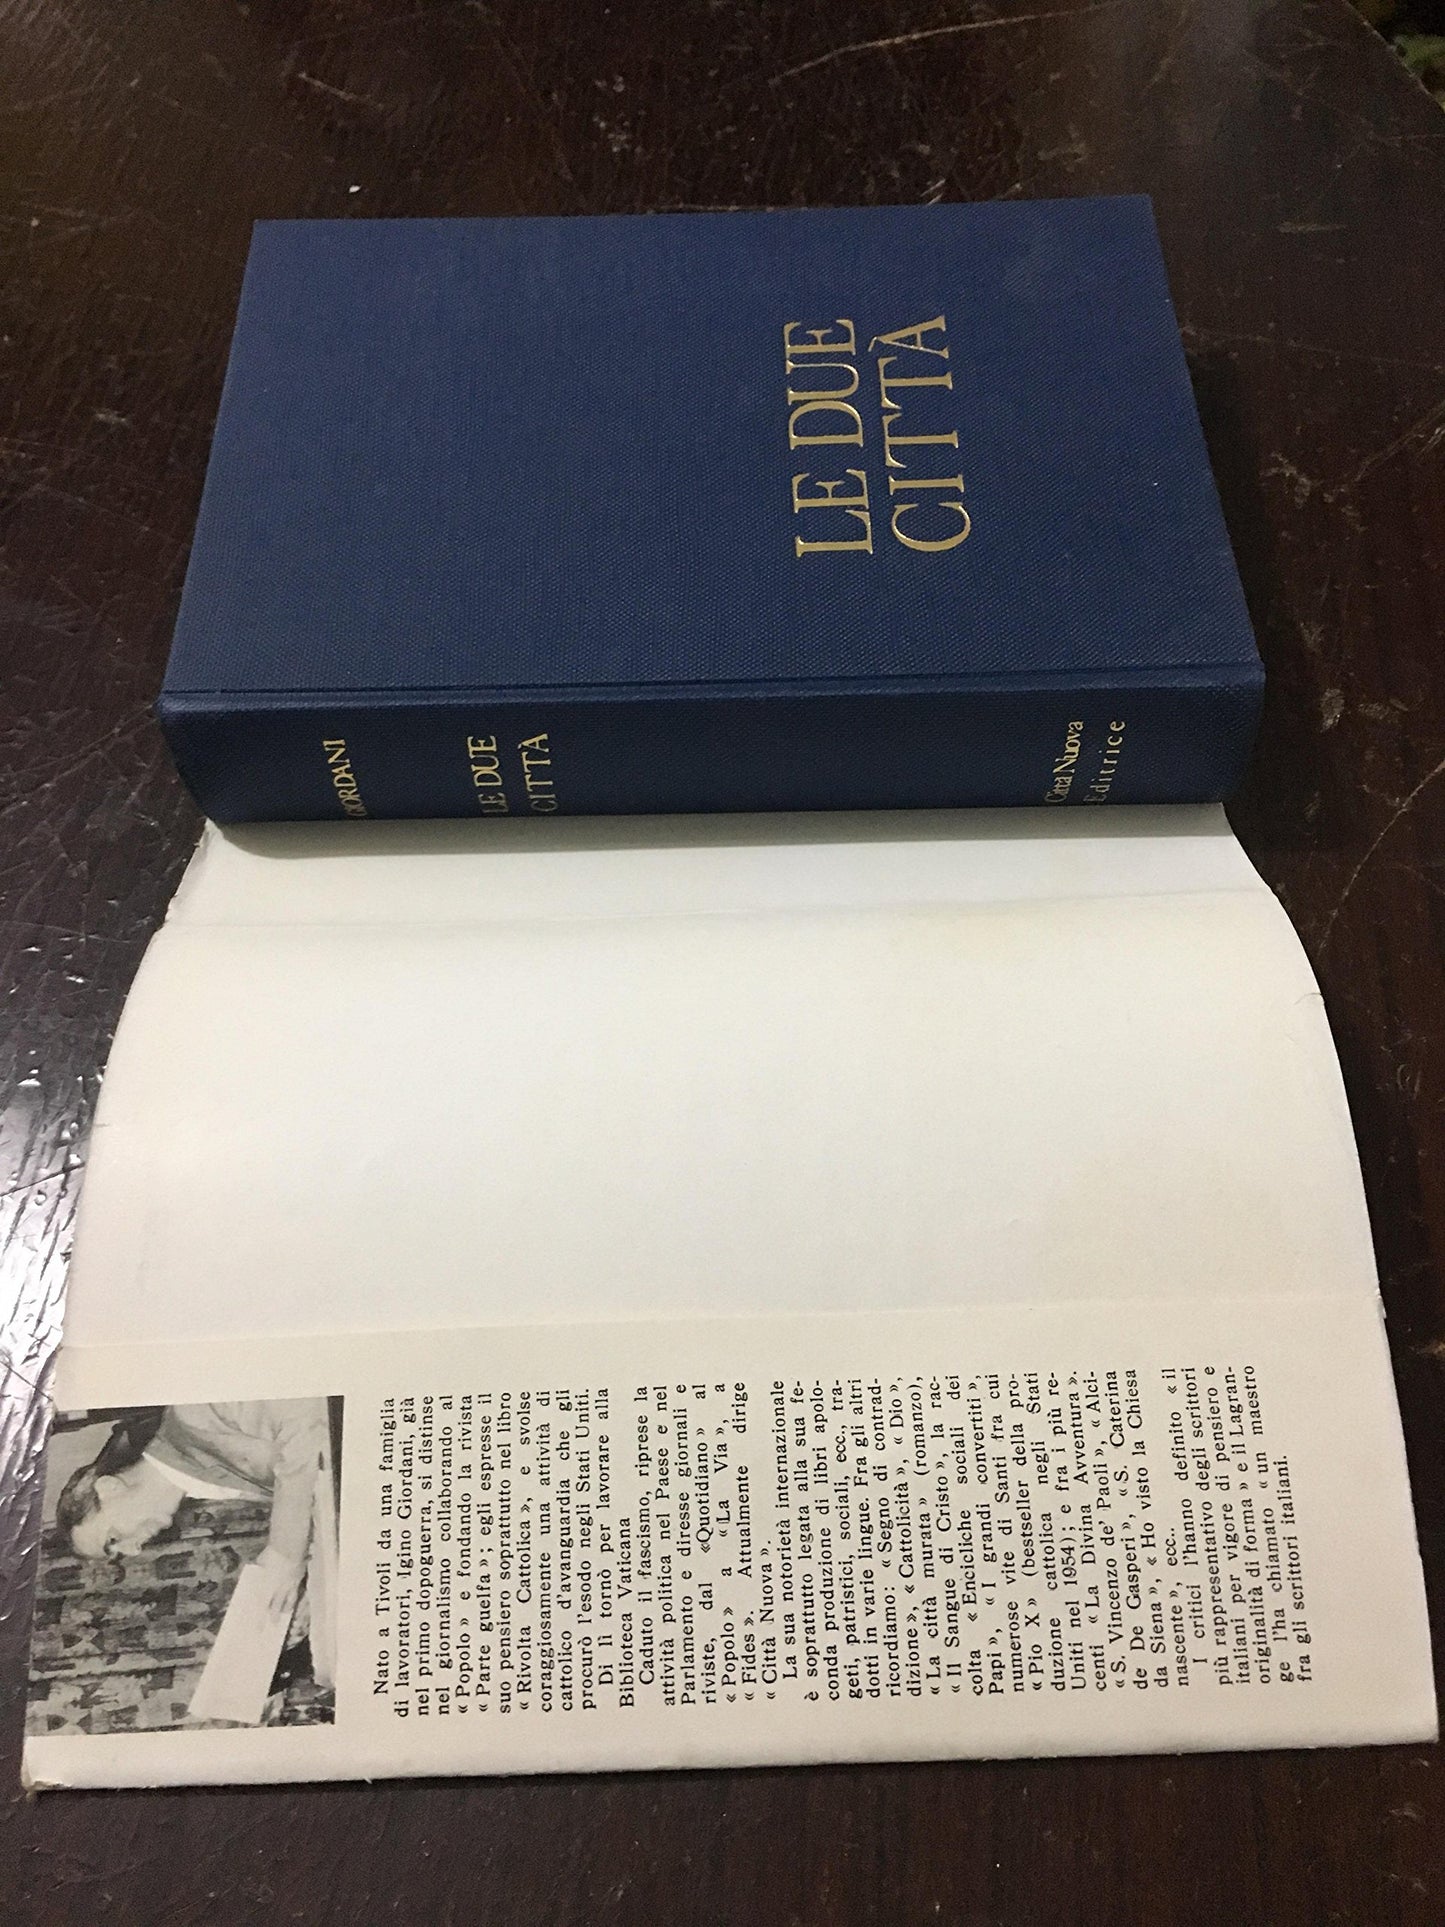 LE DUE
CITTÀ
GIORDANI
LE DUE
CITTÀ
Città Nuova
Editrice
Nato a Tivoli da una famiglia
di lavoratori, Igino Giordani, già
nel primo dopoguerra, si distinse
nel giornalismo collaborando al
« Popolo » e fondando la rivista
« Parte guelfa » ; egli espresse il
suo pensiero soprattutto nel libro
« Rivolta Cattolica », e svolse
coraggiosamente una attività di
cattolico d'avanguardia che gli
procurò l'esodo negli Stati Uniti.
Di lì tornò per lavorare alla
Biblioteca Vaticana
Caduto il fascismo, riprese la
attività politica nel Paese e nel
Parlamento e diresse giornali e
riviste, dal «Quotidiano» al
« Popolo » a « La Via », a
« Fides ». Attualmente dirige
« Città Nuova ».
La sua notorietà internazionale
è soprattutto legata alla sua fe-
conda produzione di libri apolo-
geti, patristici, sociali, ecc., tra-
dotti in varie lingue. Fra gli altri
ricordiamo: « Segno di contrad-
dizione », « Cattolicità », « Dio »,
« La città murata » (romanzo),
« Il Sangue di Cristo », la rac-
colta « Encicliche sociali dei
Papi », « I grandi convertiti »,
numerose vite di Santi fra cui
« Pio X » (bestseller della pro-
duzione cattolica negli Stati
Uniti nel 1954) ; e fra i più re-
centi « La Divina Avventura ».
« S. Vincenzo de' Paoli », « Alci-
de De Gasperi », « S. Caterina
da Siena », « Ho visto la Chiesa
nascente », ecc..
I critici l'hanno definito « il
più rappresentativo degli scrittori
italiani per vigore di pensiero e
originalità di forma » e il Lagran-
ge l'ha chiamato « un maestro
fra gli scrittori italiani.